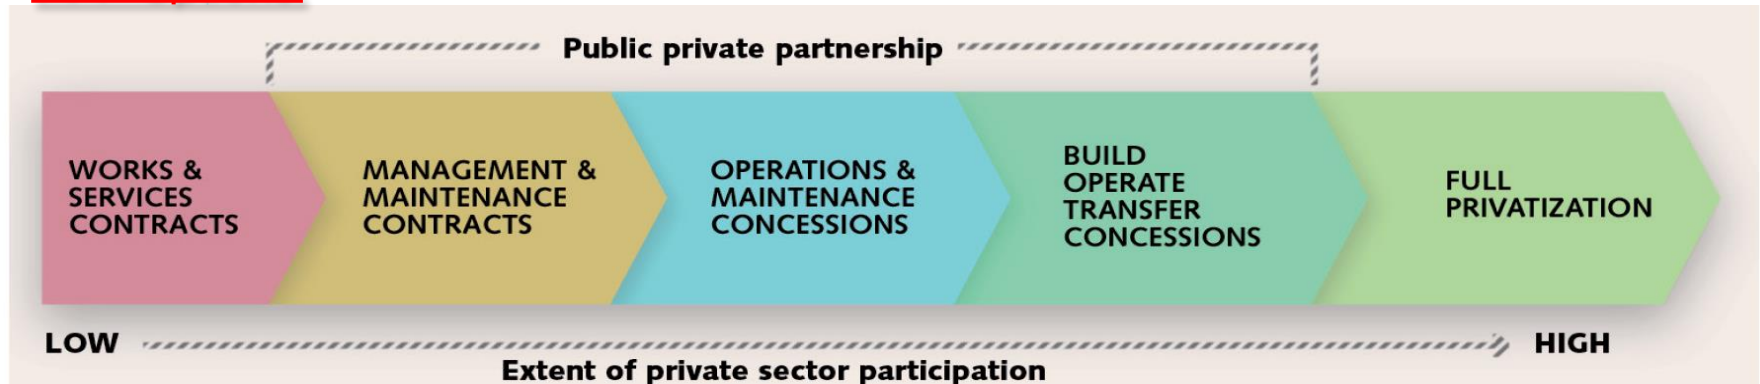 Public private partnership
WORKS &
SERVICES
CONTRACTS
MANAGEMENT &
MAINTENANCE
CONTRACTS
OPERATIONS &
MAINTENANCE
CONCESSIONS
BUILD
OPERATE
TRANSFER
CONCESSIONS
FULL
PRIVATIZATION
LOW
HIGH
Extent of private sector participation